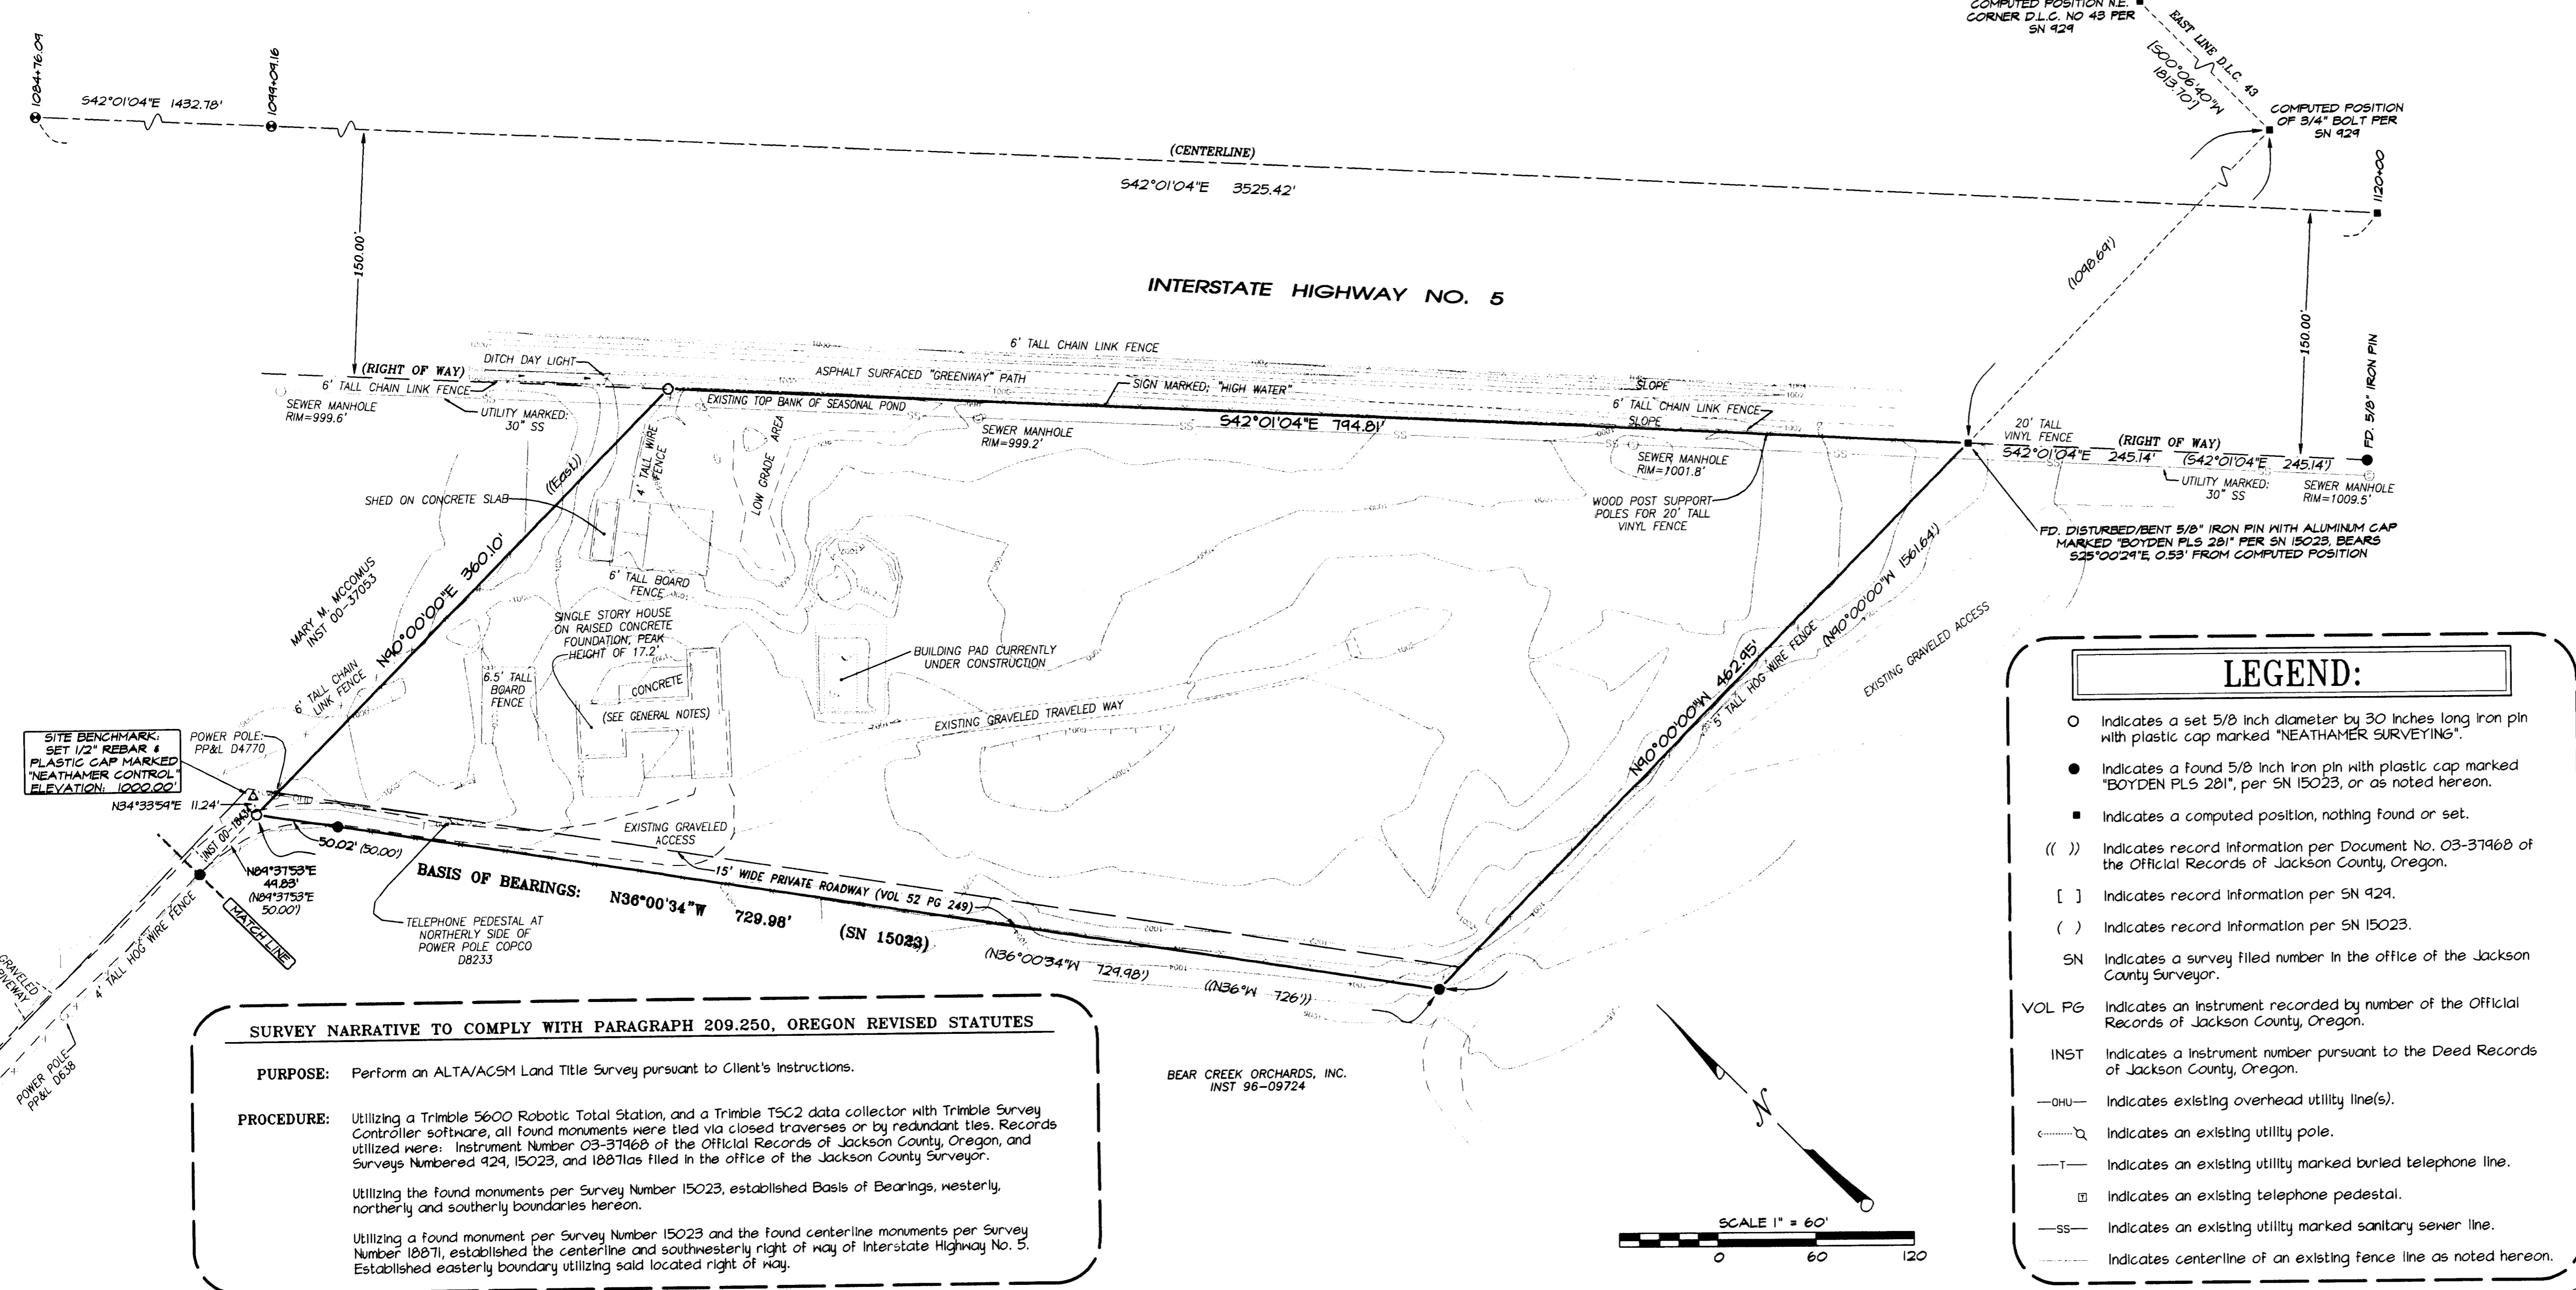 COMPUTED POSITION N.E.
CORNER D.L.C. NO 43 PER
SN 929
EAST LINE D.L.C. 43
[S00°06'40"W
1813.70']
COMPUTED POSITION
OF 3/4" BOLT PER
SN 929
1084+76.09
1099+09.16
1120+00
S42°01'04"E 1432.78'
(CENTERLINE)
S42°01'04"E 3525.42'
150.00'
150.00'
(1098.69')
INTERSTATE HIGHWAY NO. 5
FD. 5/8" IRON PIN
6' TALL CHAIN LINK FENCE
DITCH DAY LIGHT
(RIGHT OF WAY)
6' TALL CHAIN LINK FENCE
ASPHALT SURFACED "GREENWAY" PATH
SIGN MARKED; "HIGH WATER"
SLOPE
SEWER MANHOLE
RIM=999.6'
UTILITY MARKED:
30" SS
EXISTING TOP BANK OF SEASONAL POND
SEWER MANHOLE
RIM=999.2'
S42°01'04"E 794.81'
6' TALL CHAIN LINK FENCE
SLOPE
SEWER MANHOLE
RIM=1001.8'
20' TALL
VINYL FENCE
(RIGHT OF WAY)
S42°01'04"E 245.14' (S42°01'04"E 245.14')
UTILITY MARKED:
30" SS
SEWER MANHOLE
RIM=1009.5'
WOOD POST SUPPORT
POLES FOR 20' TALL
VINYL FENCE
FD. DISTURBED/BENT 5/8" IRON PIN WITH ALUMINUM CAP
MARKED "BOYDEN PLS 281" PER SN 15023, BEARS
S25°00'29"E, 0.53' FROM COMPUTED POSITION
4' TALL WIRE
FENCE
LOW GRADE AREA
((East))
SHED ON CONCRETE SLAB
N90°00'00"E 360.10'
MARY M. MCCOMUS
INST 00-37053
6' TALL BOARD
FENCE
SINGLE STORY HOUSE
ON RAISED CONCRETE
FOUNDATION, PEAK
HEIGHT OF 17.2'
BUILDING PAD CURRENTLY
UNDER CONSTRUCTION
6' TALL CHAIN
LINK FENCE
6.5' TALL
BOARD
FENCE
CONCRETE
(SEE GENERAL NOTES)
EXISTING GRAVELED TRAVELED WAY
N90°00'00"W 462.95'
(N90°00'00"W 1561.64')
5' TALL HOG WIRE FENCE
EXISTING GRAVELED ACCESS
SITE BENCHMARK:
SET 1/2" REBAR &
PLASTIC CAP MARKED
"NEATHAMER CONTROL"
ELEVATION: 1000.00'
POWER POLE:
PP&L D4770
N34°33'59"E 11.24'
INST 00-18434
50.02' (50.00')
N89°37'53"E
49.83'
(N89°37'53"E
50.00')
MATCH LINE
EXISTING GRAVELED
ACCESS
15' WIDE PRIVATE ROADWAY (VOL 52 PG 249)
BASIS OF BEARINGS: N36°00'34"W 729.98' (SN 15023)
(N36°00'34"W 729.98')
((N36°W 726'))
TELEPHONE PEDESTAL AT
NORTHERLY SIDE OF
POWER POLE COPCO
D8233
4' TALL HOG WIRE FENCE
GRAVELED
POWER POLE
PP&L D638
BEAR CREEK ORCHARDS, INC.
INST 96-09724
N
SCALE 1" = 60'
0 60 120
SURVEY NARRATIVE TO COMPLY WITH PARAGRAPH 209.250, OREGON REVISED STATUTES
PURPOSE: Perform an ALTA/ACSM Land Title Survey pursuant to Client's Instructions.
PROCEDURE: Utilizing a Trimble 5600 Robotic Total Station, and a Trimble TSC2 data collector with Trimble Survey
Controller software, all found monuments were tied via closed traverses or by redundant ties. Records
utilized were: Instrument Number 03-37968 of the Official Records of Jackson County, Oregon, and
Surveys Numbered 929, 15023, and 18871as filed in the office of the Jackson County Surveyor.
Utilizing the found monuments per Survey Number 15023, established Basis of Bearings, westerly,
northerly and southerly boundaries hereon.
Utilizing a found monument per Survey Number 15023 and the found centerline monuments per Survey
Number 18871, established the centerline and southwesterly right of way of Interstate Highway No. 5.
Established easterly boundary utilizing said located right of way.
LEGEND:
Indicates a set 5/8 inch diameter by 30 inches long iron pin
with plastic cap marked "NEATHAMER SURVEYING".
Indicates a found 5/8 inch iron pin with plastic cap marked
"BOYDEN PLS 281", per SN 15023, or as noted hereon.
Indicates a computed position, nothing found or set.
(( )) Indicates record information per Document No. 03-37968 of
the Official Records of Jackson County, Oregon.
[ ] Indicates record information per SN 929.
( ) Indicates record information per SN 15023.
SN Indicates a survey filed number in the office of the Jackson
County Surveyor.
VOL PG Indicates an instrument recorded by number of the Official
Records of Jackson County, Oregon.
INST Indicates a instrument number pursuant to the Deed Records
of Jackson County, Oregon.
—OHU— Indicates existing overhead utility line(s).
Indicates an existing utility pole.
—T— Indicates an existing utility marked buried telephone line.
T Indicates an existing telephone pedestal.
—SS— Indicates an existing utility marked sanitary sewer line.
Indicates centerline of an existing fence line as noted hereon.